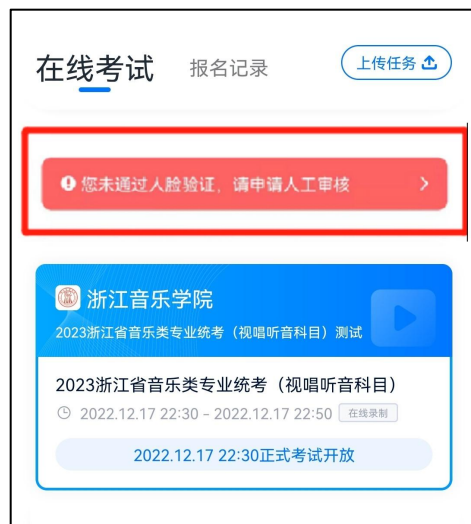 在线考试 报名记录 上传任务
您未通过人脸验证，请申请人工审核
浙江音乐学院
2023浙江省音乐类专业统考（视唱听音科目）测试
2023浙江省音乐类专业统考（视唱听音科目）
2022.12.17 22:30 - 2022.12.17 22:50 在线录制
2022.12.17 22:30正式考试开放